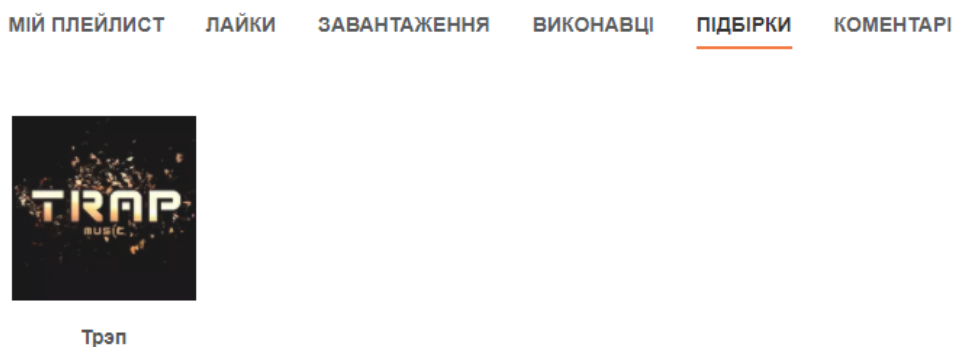 МІЙ ПЛЕЙЛИСТ ЛАЙКИ ЗАВАНТАЖЕННЯ ВИКОНАВЦІ ПІДБІРКИ КОМЕНТАРІ
TRAP
MUSIC
Трэп